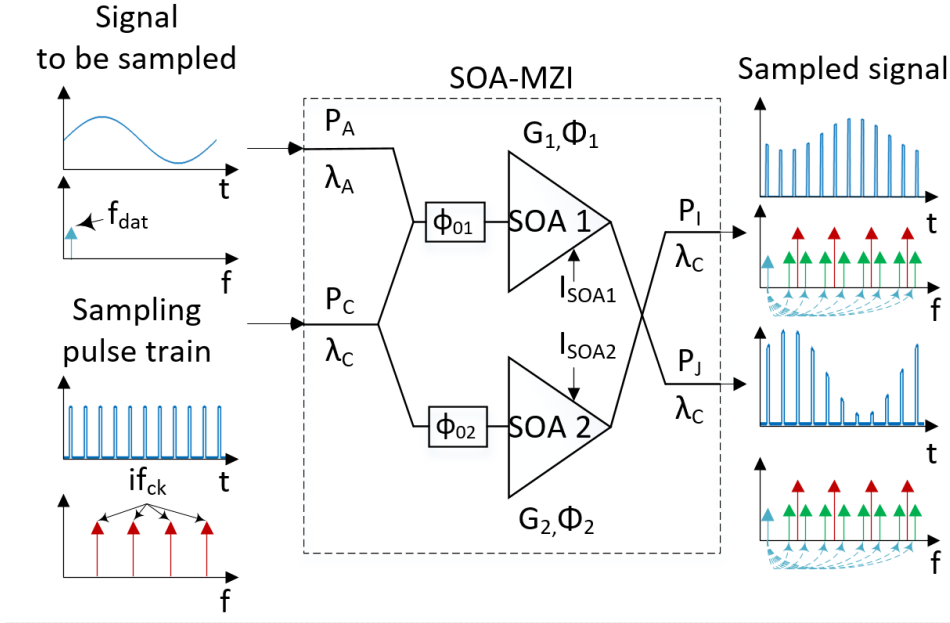 Signal
to be sampled
t
f_dat
f
Sampling
pulse train
t
if_ck
f
SOA-MZI
P_A
λ_A
P_C
λ_C
ϕ_01
ϕ_02
G_1,Φ_1
SOA 1
I_SOA1
I_SOA2
SOA 2
G_2,Φ_2
P_I
λ_C
P_J
λ_C
Sampled signal
t
f
t
f